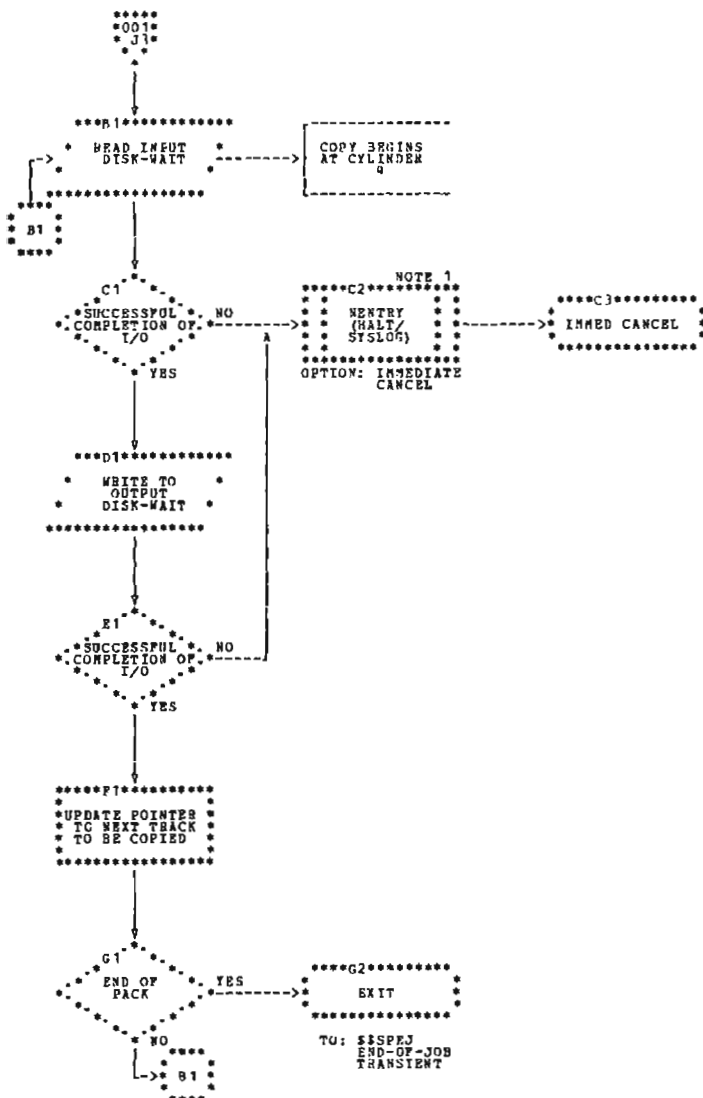 001
J3
B1
READ INPUT
DISK-WAIT
COPY BEGINS
AT CYLINDER
B1
NOTE 1
C1
SUCCESSFUL
COMPLETION OF
I/O
NO
YES
C2
NENTRY
(HALT/
SYSLOG)
OPTION: IMMEDIATE
CANCEL
C3
IMMED CANCEL
D1
WRITE TO
OUTPUT
DISK-WAIT
E1
SUCCESSFUL
COMPLETION OF
I/O
NO
YES
F1
UPDATE POINTER
TO NEXT TRACK
TO BE COPIED
G1
END OF
PACK
YES
NO
G2
EXIT
TO: $$SPEJ
END-OF-JOB
TRANSIENT
B1